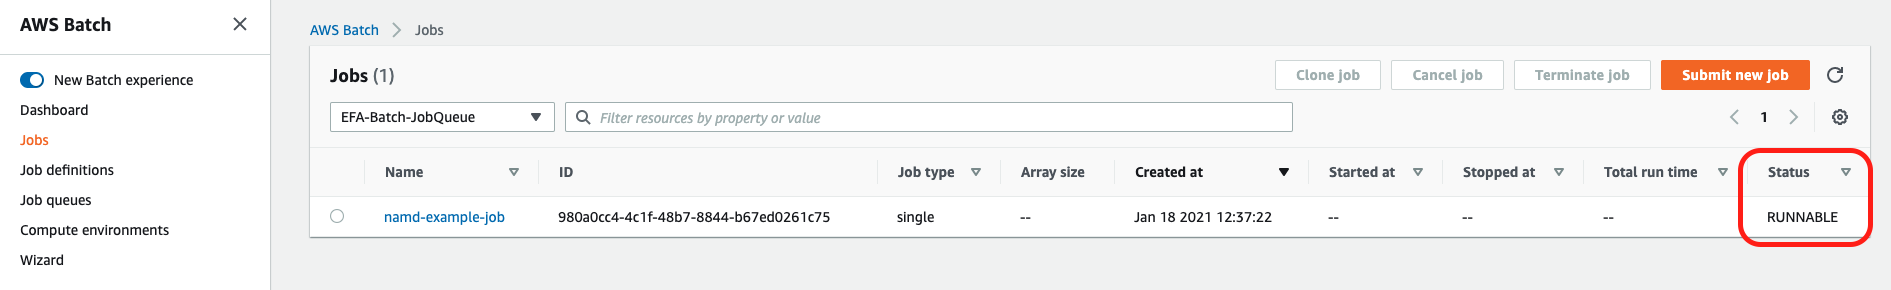 AWS Batch
New Batch experience
Dashboard
Jobs
Job definitions
Job queues
Compute environments
Wizard
AWS Batch Jobs
Jobs (1) Clone job Cancel job Terminate job Submit new job
EFA-Batch-JobQueue Filter resources by property or value 1
Name ID Job type Array size Created at Started at Stopped at Total run time Status
namd-example-job 980a0cc4-4c1f-48b7-8844-b67ed0261c75 single -- Jan 18 2021 12:37:22 -- -- -- RUNNABLE